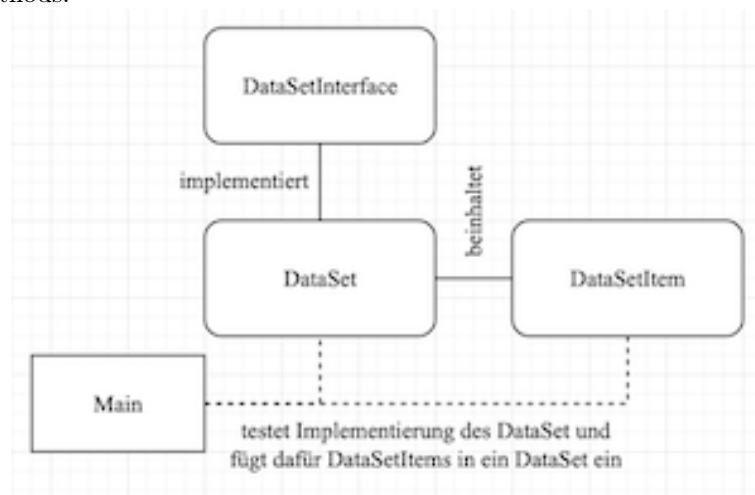 DataSetInterface
implementiert
beinhaltet
DataSet
DataSetItem
Main
testet Implementierung des DataSet und
fügt dafür DataSetItems in ein DataSet ein